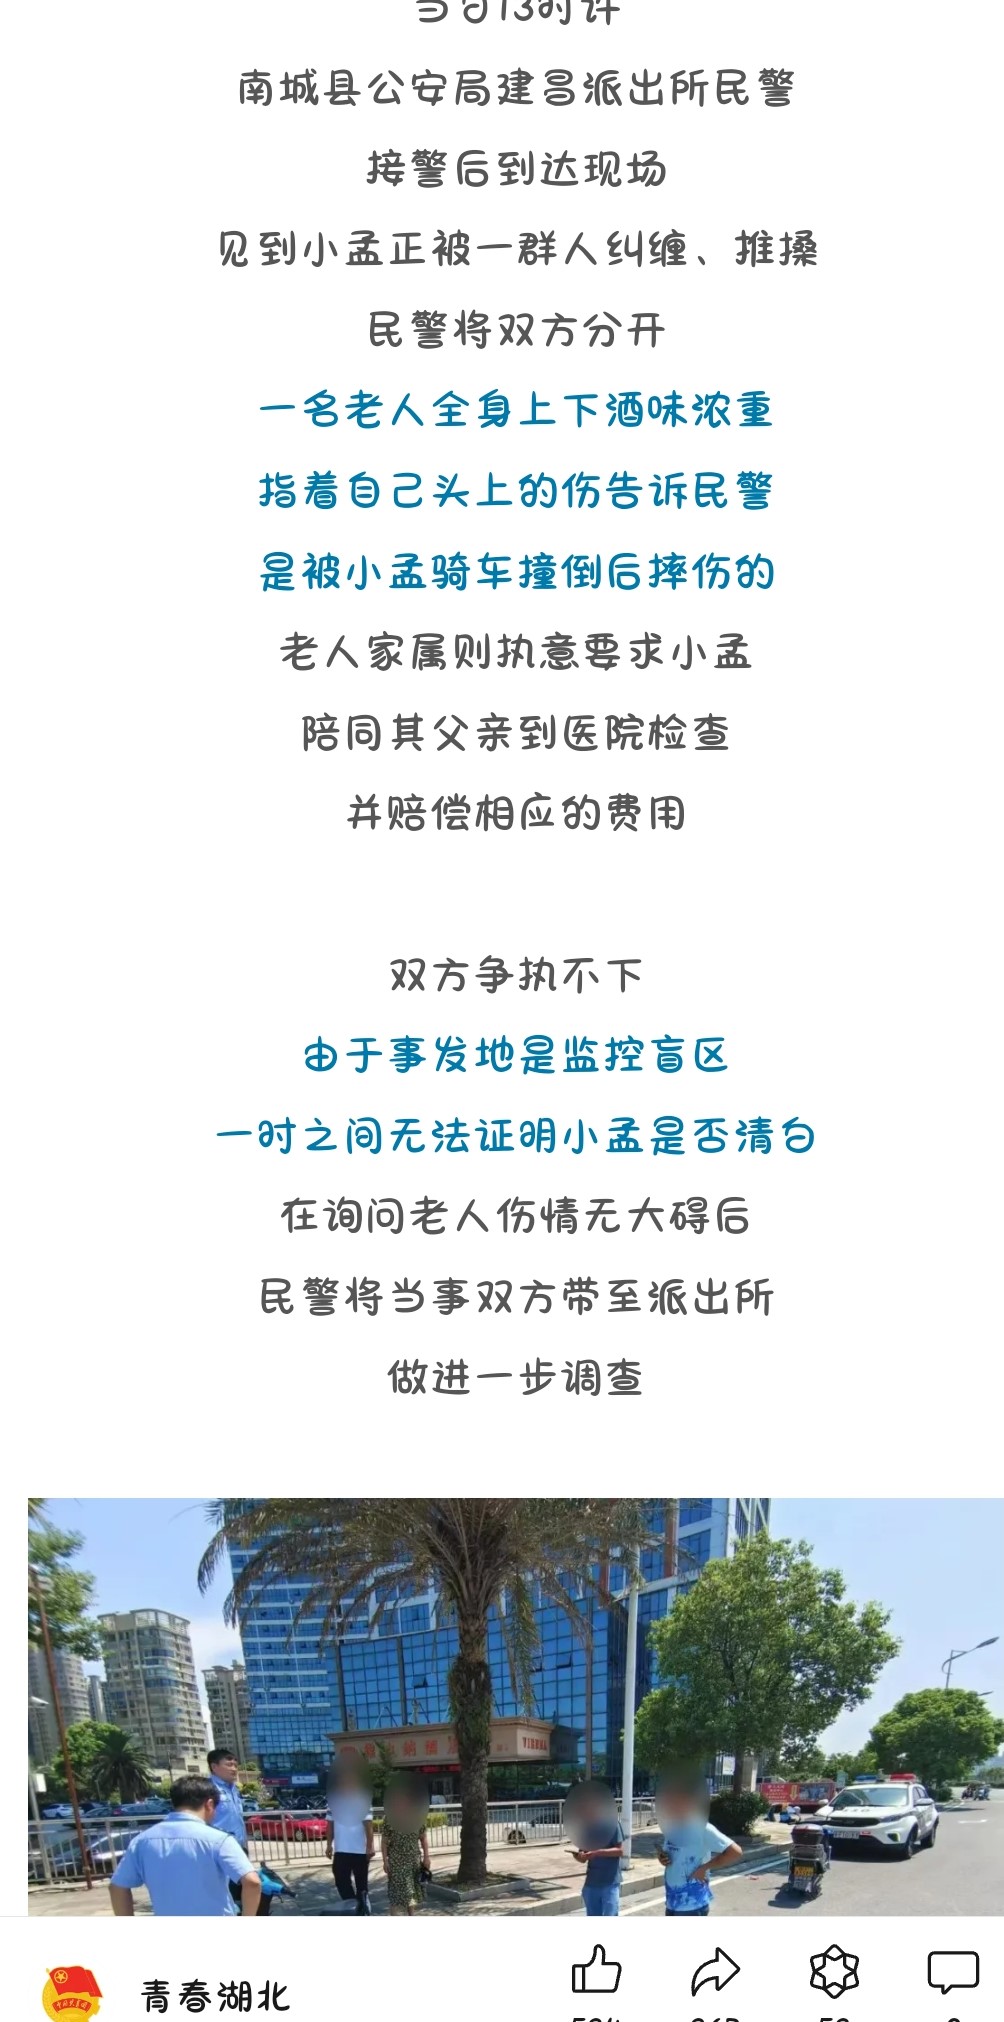 当日13时许
南城县公安局建昌派出所民警
接警后到达现场
见到小孟正被一群人纠缠、推搡
民警将双方分开
一名老人全身上下酒味浓重
指着自己头上的伤告诉民警
是被小孟骑车撞倒后摔伤的
老人家属则执意要求小孟
陪同其父亲到医院检查
并赔偿相应的费用
双方争执不下
由于事发地是监控盲区
一时之间无法证明小孟是否清白
在询问老人伤情无大碍后
民警将当事双方带至派出所
做进一步调查
青春湖北